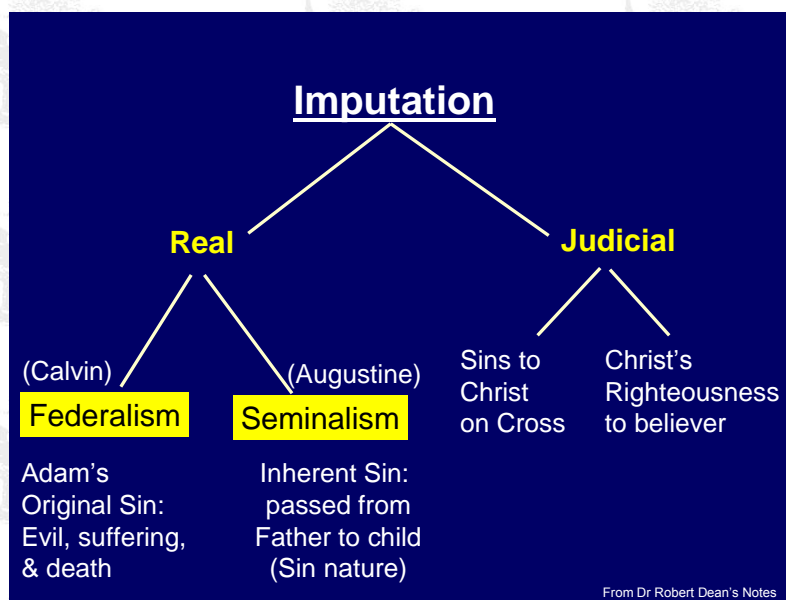 Imputation
Real
Judicial
(Calvin)
Federalism
Adam's
Original Sin:
Evil, suffering,
& death
(Augustine)
Seminalism
Inherent Sin:
passed from
Father to child
(Sin nature)
Sins to
Christ
on Cross
Christ's
Righteousness
to believer
From Dr Robert Dean's Notes